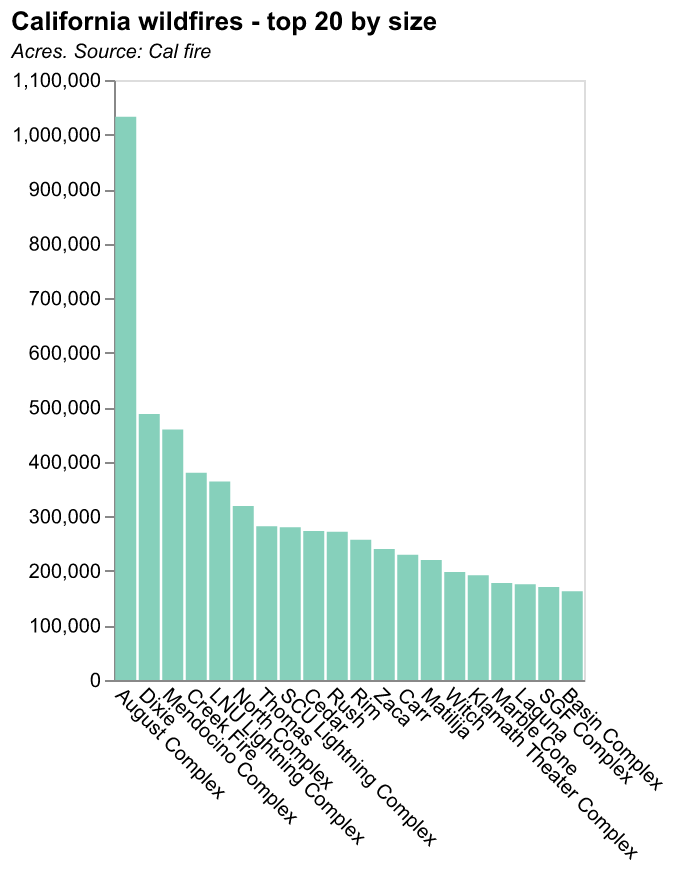 California wildfires - top 20 by size
Acres. Source: Cal fire
1,100,000
1,000,000
900,000
800,000
700,000
600,000
500,000
400,000
300,000
200,000
100,000
0
August Complex
Dixie
Mendocino Complex
Creek Fire
LNU Lightning Complex
North Complex
Thomas
SCU Lightning Complex
Cedar
Rush
Rim
Zaca
Carr
Matilija
Witch
Klamath Theater Complex
Marble Cone
Laguna
SGF Complex
Basin Complex